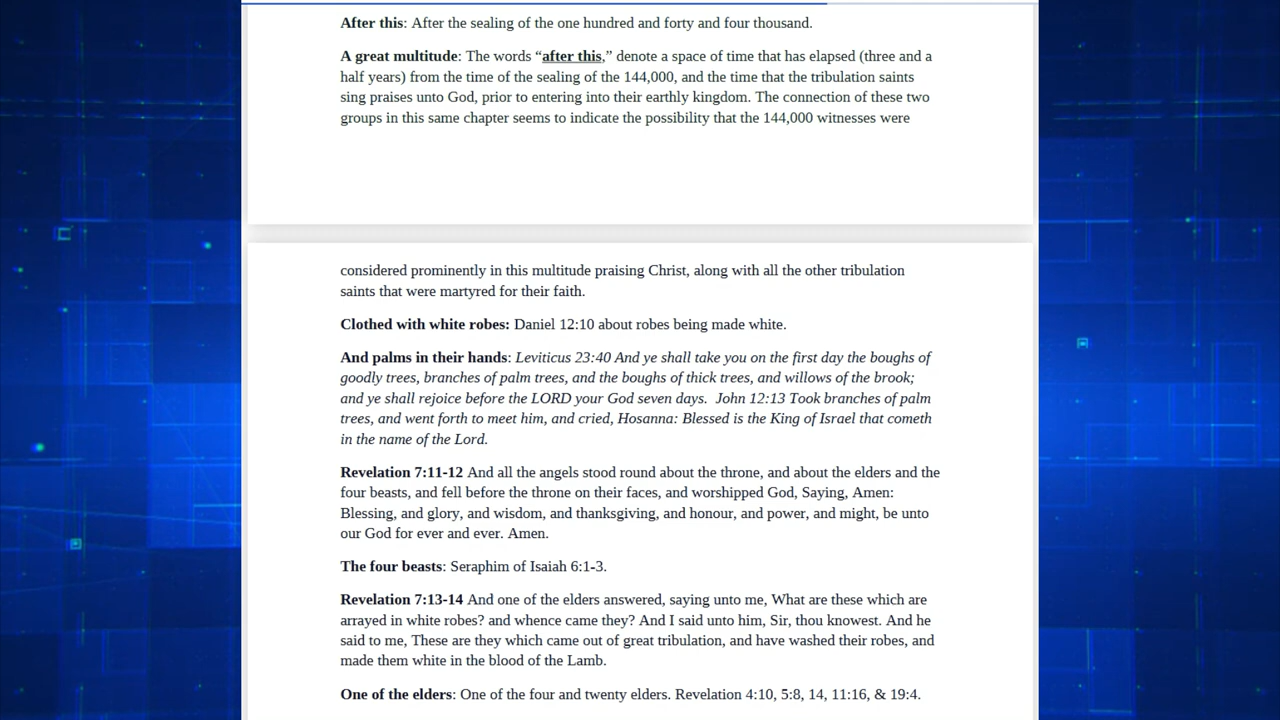 After this: After the sealing of the one hundred and forty and four thousand.
A great multitude: The words “after this,” denote a space of time that has elapsed (three and a
half years) from the time of the sealing of the 144,000, and the time that the tribulation saints
sing praises unto God, prior to entering into their earthly kingdom. The connection of these two
groups in this same chapter seems to indicate the possibility that the 144,000 witnesses were
considered prominently in this multitude praising Christ, along with all the other tribulation
saints that were martyred for their faith.
Clothed with white robes: Daniel 12:10 about robes being made white.
And palms in their hands: Leviticus 23:40 And ye shall take you on the first day the boughs of
goodly trees, branches of palm trees, and the boughs of thick trees, and willows of the brook;
and ye shall rejoice before the LORD your God seven days.  John 12:13 Took branches of palm
trees, and went forth to meet him, and cried, Hosanna: Blessed is the King of Israel that cometh
in the name of the Lord.
Revelation 7:11-12 And all the angels stood round about the throne, and about the elders and the
four beasts, and fell before the throne on their faces, and worshipped God, Saying, Amen:
Blessing, and glory, and wisdom, and thanksgiving, and honour, and power, and might, be unto
our God for ever and ever. Amen.
The four beasts: Seraphim of Isaiah 6:1-3.
Revelation 7:13-14 And one of the elders answered, saying unto me, What are these which are
arrayed in white robes? and whence came they? And I said unto him, Sir, thou knowest. And he
said to me, These are they which came out of great tribulation, and have washed their robes, and
made them white in the blood of the Lamb.
One of the elders: One of the four and twenty elders. Revelation 4:10, 5:8, 14, 11:16, & 19:4.